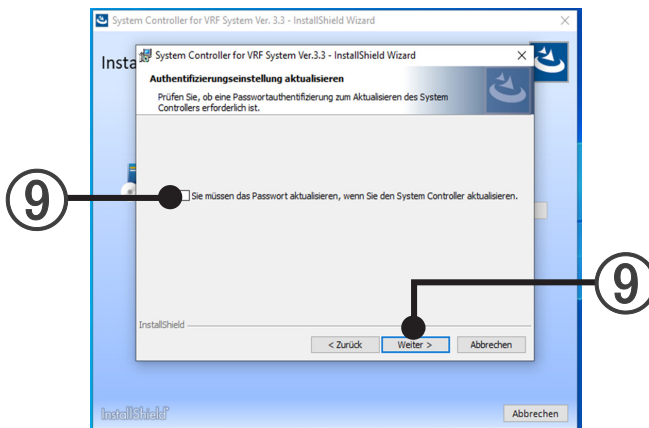 System Controller for VRF System Ver. 3.3 - InstallShield Wizard
Insta
System Controller for VRF System Ver.3.3 - InstallShield Wizard
Authentifizierungseinstellung aktualisieren
Prüfen Sie, ob eine Passwortauthentifizierung zum Aktualisieren des System
Controllers erforderlich ist.
⑨
Sie müssen das Passwort aktualisieren, wenn Sie den System Controller aktualisieren.
⑨
InstallShield
< Zurück
Weiter >
Abbrechen
InstallShield
Abbrechen